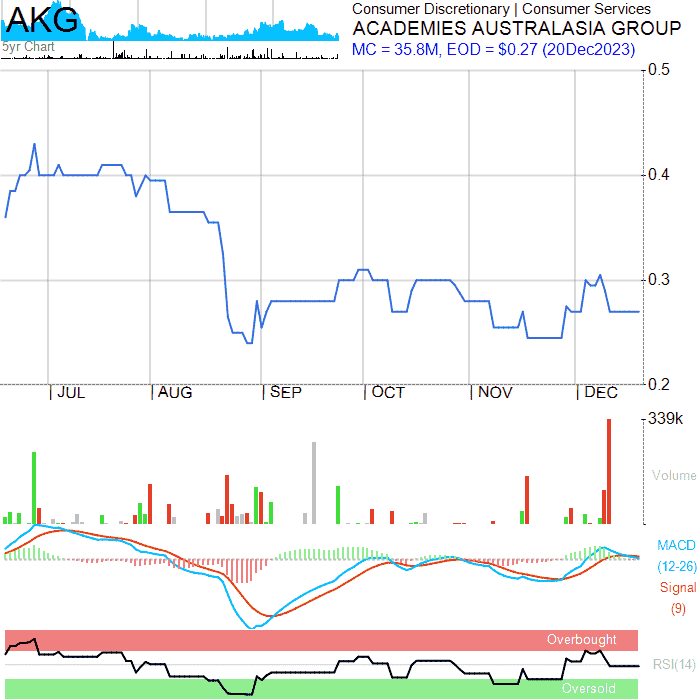 AKG
5yr Chart
Consumer Discretionary | Consumer Services
ACADEMIES AUSTRALASIA GROUP
MC = 35.8M, EOD = $0.27 (20Dec2023)
0.5
0.4
0.3
0.2
| JUL | AUG | SEP | OCT | NOV | DEC
339k
Volume
MACD
(12-26)
Signal
(9)
Overbought
RSI(14)
Oversold